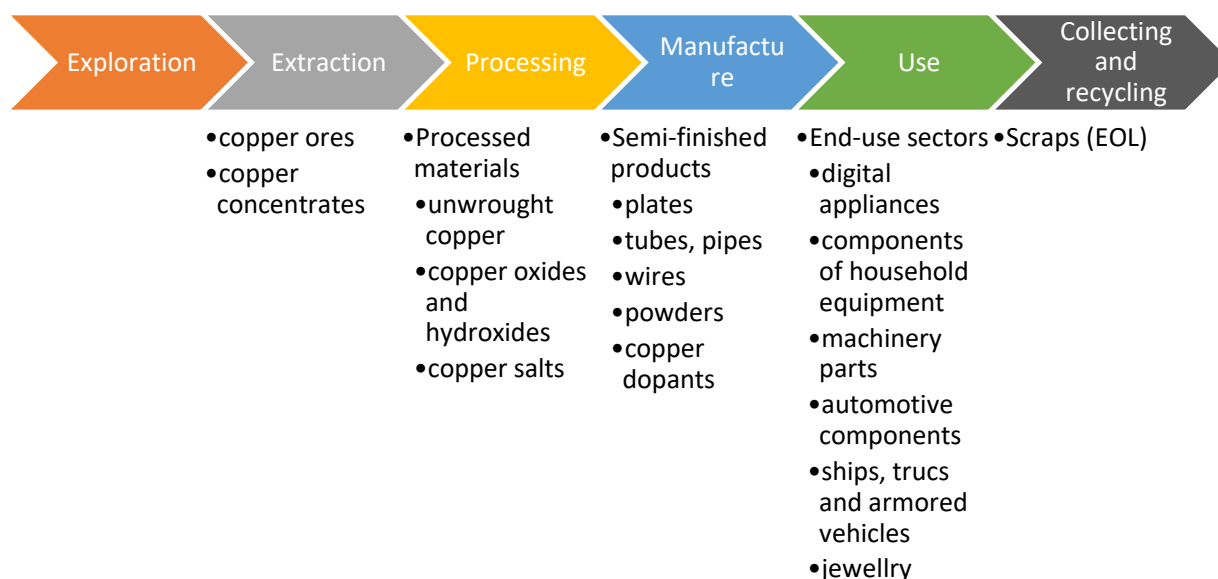 Exploration
Extraction
Processing
Manufactu
re
Use
Collecting
and
recycling
•copper ores
•copper
concentrates
•Processed
materials
•unwrought
copper
•copper oxides
and
hydroxides
•copper salts
•Semi-finished
products
•plates
•tubes, pipes
•wires
•powders
•copper
dopants
•End-use sectors
•digital
appliances
•components
of household
equipment
•machinery
parts
•automotive
components
•ships, trucs
and armored
vehicles
•jewellry
•Scraps (EOL)